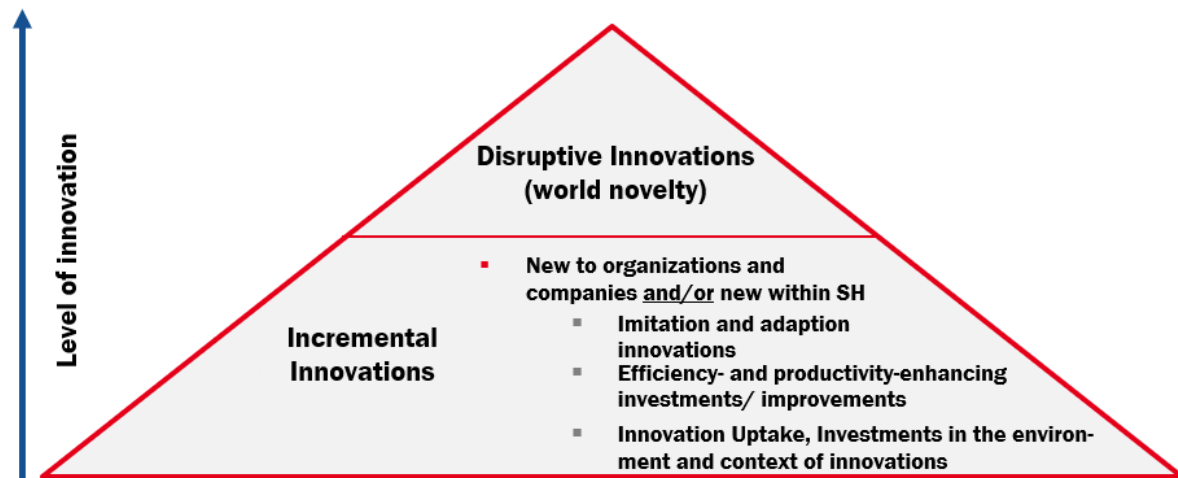 Level of innovation
Disruptive Innovations
(world novelty)
Incremental
Innovations
New to organizations and
companies and/or new within SH
Imitation and adaption
innovations
Efficiency- and productivity-enhancing
investments/ improvements
Innovation Uptake, Investments in the environ-
ment and context of innovations